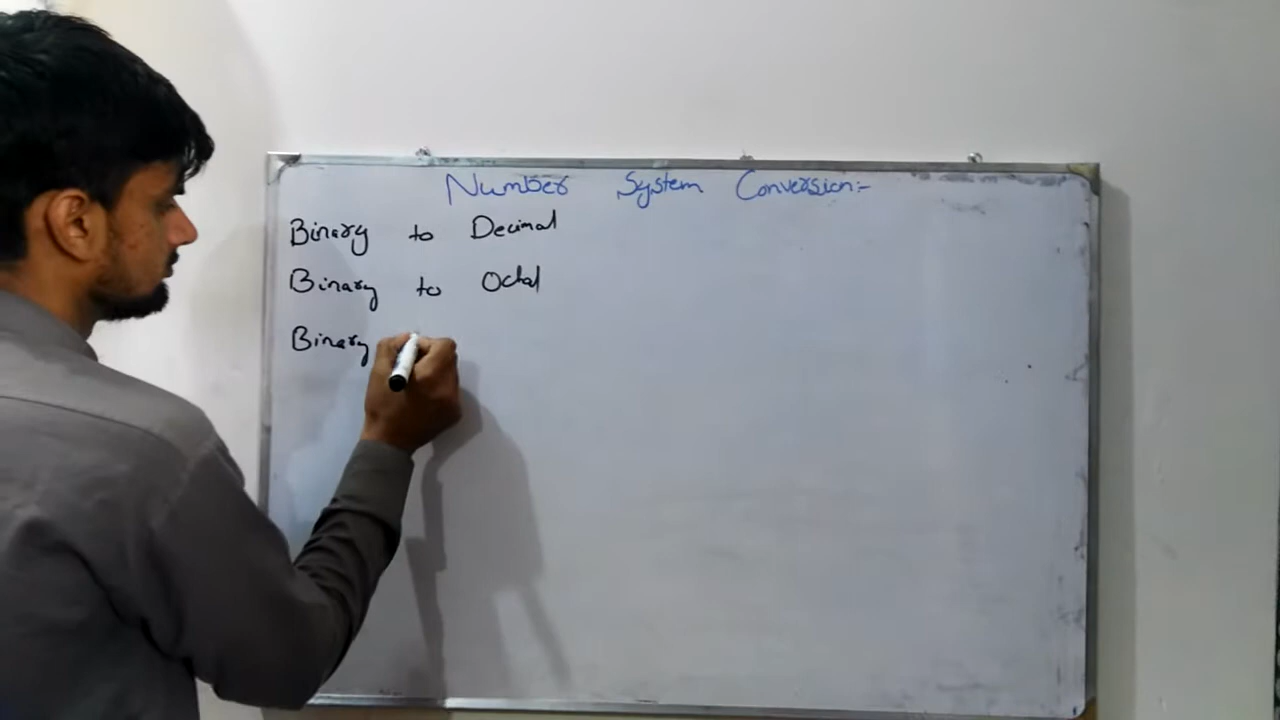 Number System Conversion:-
Binary to Decimal
Binary to Octal
Binary